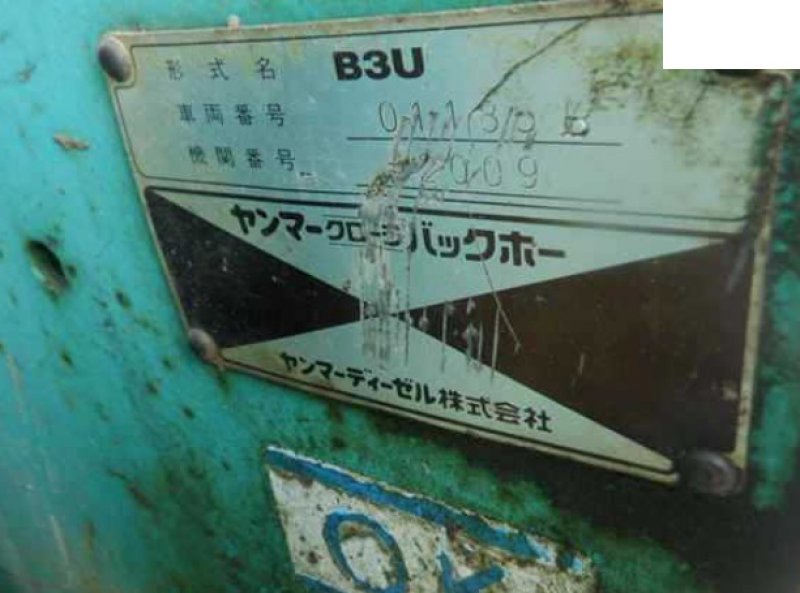 形式名 B3U
車両番号
機関番号
ヤンマークローラバックホー
ヤンマーディーゼル株式会社
OK